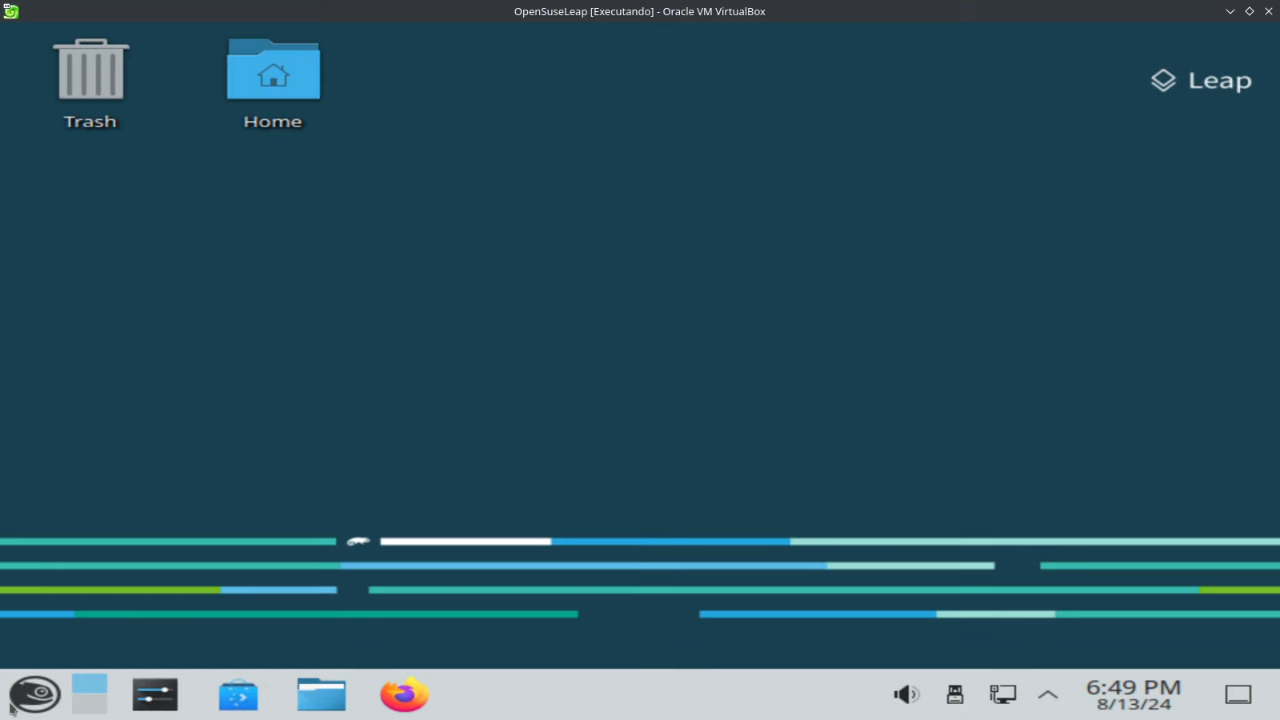 OpenSuseLeap [Executando] - Oracle VM VirtualBox
Trash
Home
Leap
6:49 PM
8/13/24